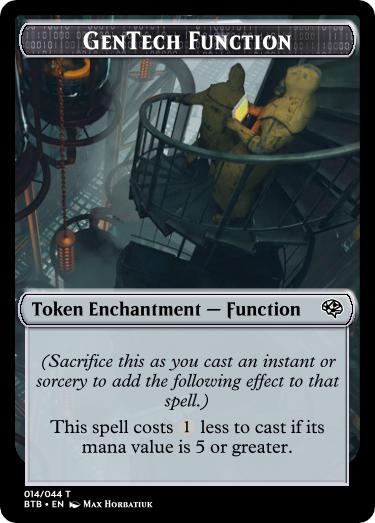 GenTech Function
Token Enchantment — Function
(Sacrifice this as you cast an instant or
sorcery to add the following effect to that
spell.)
This spell costs 1 less to cast if its
mana value is 5 or greater.
014/044 T
BTB • EN Max Horbatiuk